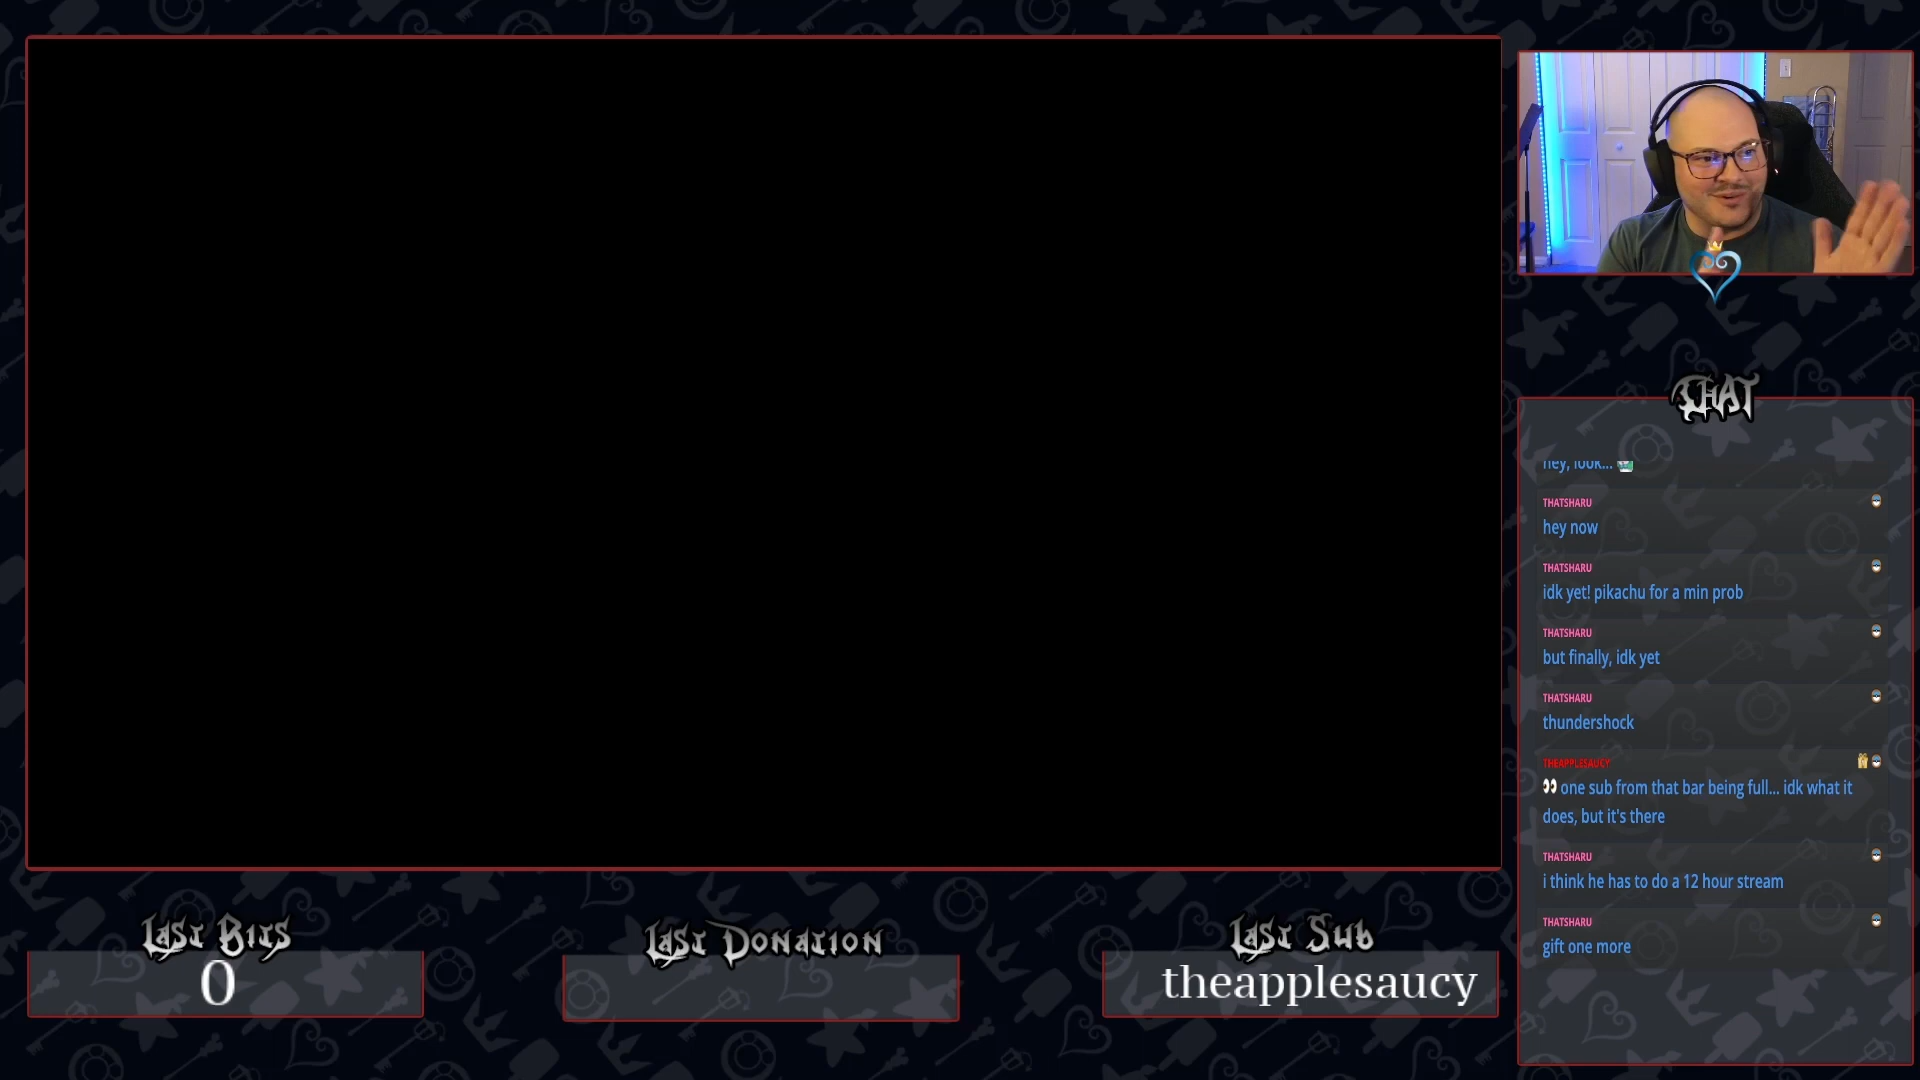 CHAT
hey, look...
THATSHARU
hey now
THATSHARU
idk yet! pikachu for a min prob
THATSHARU
but finally, idk yet
THATSHARU
thundershock
THEAPPLESAUCY
one sub from that bar being full... idk what it
does, but it's there
THATSHARU
i think he has to do a 12 hour stream
THATSHARU
gift one more
Last Bits
0
Last Donation
Last Sub
theapplesaucy